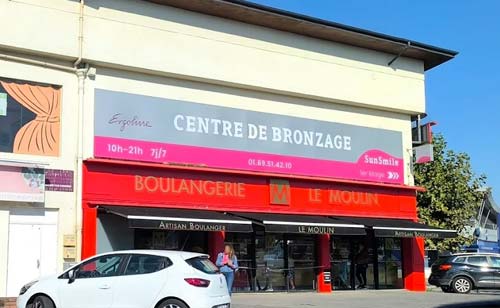 Ergoline
CENTRE DE BRONZAGE
10h-21h 7j/7
01.69.51.42.10
SunSmile
1er étage
BOULANGERIE M LE MOULIN
ARTISAN BOULANGER
LE MOULIN
ARTISAN BOULANGER